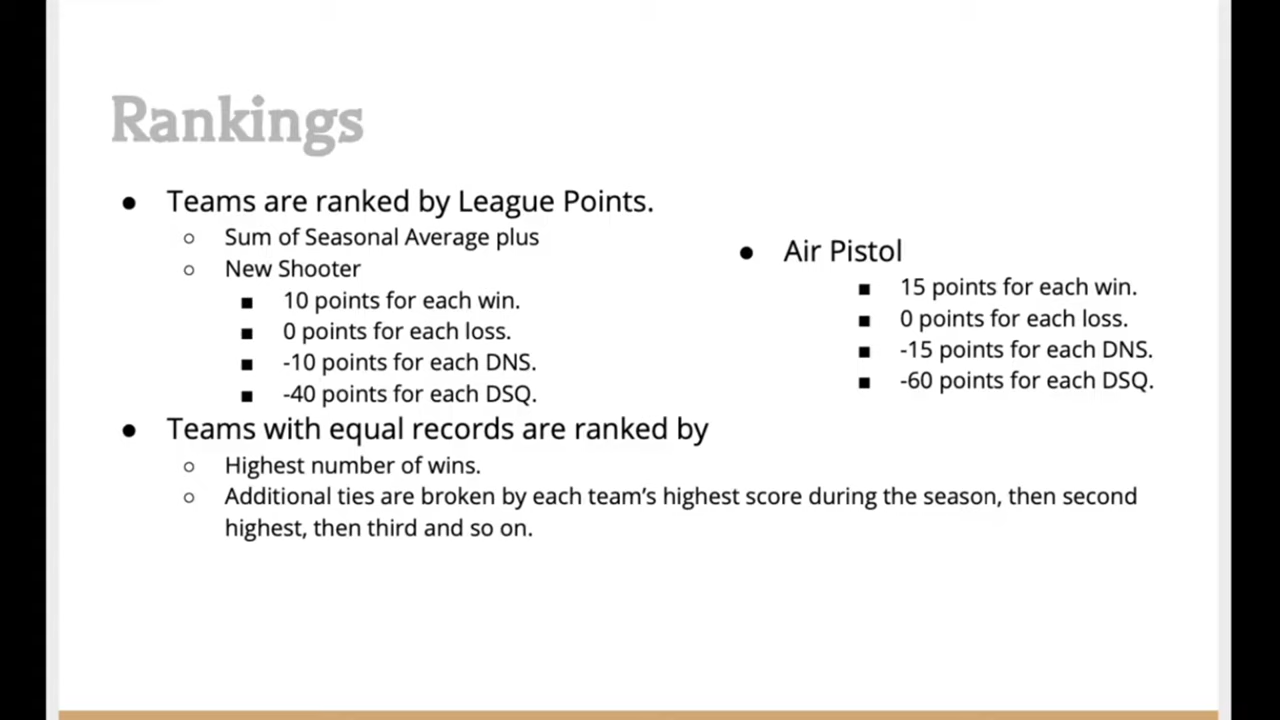 Rankings
● Teams are ranked by League Points.
○ Sum of Seasonal Average plus
○ New Shooter
■ 10 points for each win.
■ 0 points for each loss.
■ -10 points for each DNS.
■ -40 points for each DSQ.
● Air Pistol
■ 15 points for each win.
■ 0 points for each loss.
■ -15 points for each DNS.
■ -60 points for each DSQ.
● Teams with equal records are ranked by
○ Highest number of wins.
○ Additional ties are broken by each team’s highest score during the season, then second
highest, then third and so on.